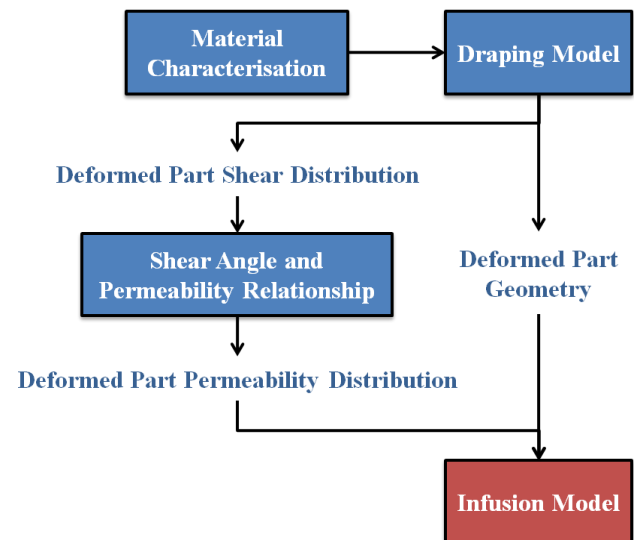 Material
Characterisation
Draping Model
Deformed Part Shear Distribution
Shear Angle and
Permeability Relationship
Deformed Part
Geometry
Deformed Part Permeability Distribution
Infusion Model